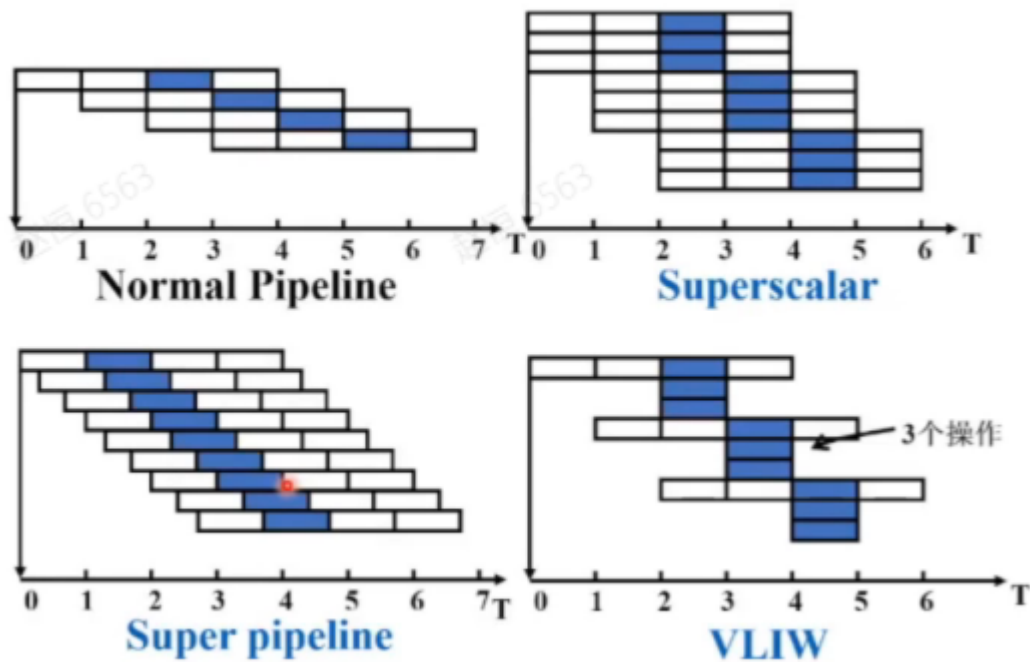 0 1 2 3 4 5 6 7 T
Normal Pipeline
0 1 2 3 4 5 6 T
Superscalar
0 1 2 3 4 5 6 7 T
Super pipeline
3个操作
0 1 2 3 4 5 6 T
VLIW